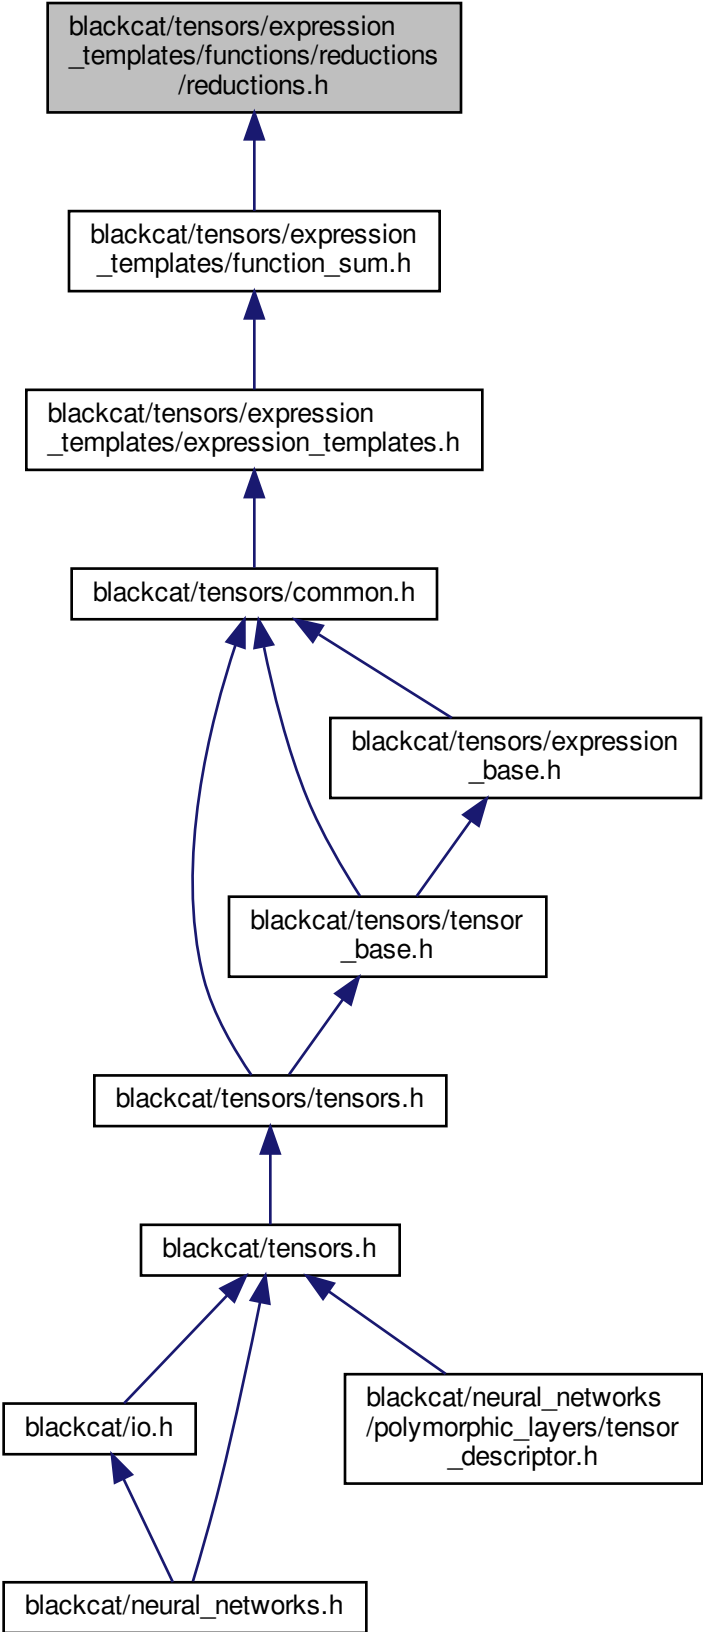 blackcat/tensors/expression
_templates/functions/reductions
/reductions.h
blackcat/tensors/expression
_templates/function_sum.h
blackcat/tensors/expression
_templates/expression_templates.h
blackcat/tensors/common.h
blackcat/tensors/expression
_base.h
blackcat/tensors/tensor
_base.h
blackcat/tensors/tensors.h
blackcat/tensors.h
blackcat/io.h
blackcat/neural_networks
/polymorphic_layers/tensor
_descriptor.h
blackcat/neural_networks.h